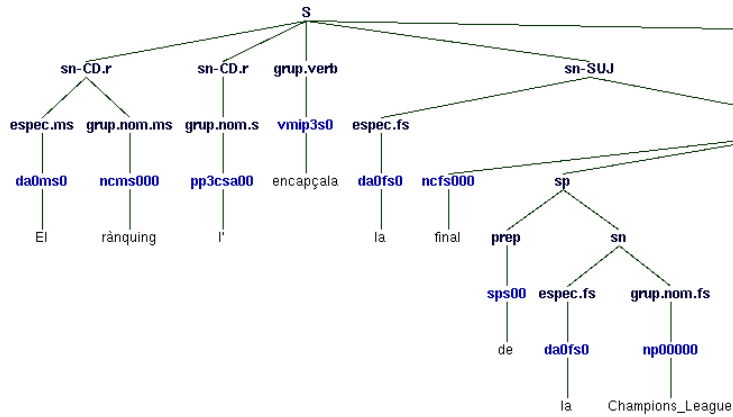 S
sn-CD.r sn-CD.r grup.verb sn-SUJ
espec.ms grup.nom.ms grup.nom.s vmip3s0 espec.fs
da0ms0 ncms000 pp3csa00 encapçala da0fs0 ncfs000 sp
El rànquing l' la final prep sn
sps00 espec.fs grup.nom.fs
de da0fs0 np00000
la Champions_League